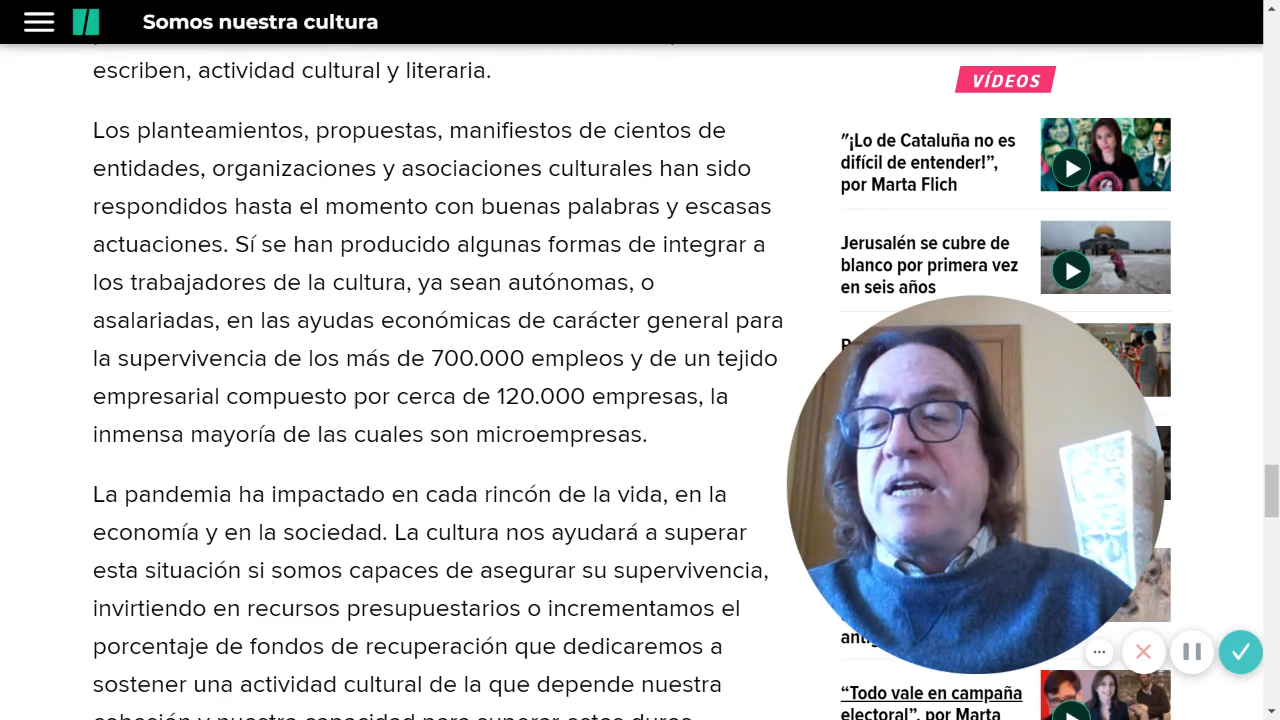 Somos nuestra cultura
escriben, actividad cultural y literaria.
Los planteamientos, propuestas, manifiestos de cientos de
entidades, organizaciones y asociaciones culturales han sido
respondidos hasta el momento con buenas palabras y escasas
actuaciones. Sí se han producido algunas formas de integrar a
los trabajadores de la cultura, ya sean autónomas, o
asalariadas, en las ayudas económicas de carácter general para
la supervivencia de los más de 700.000 empleos y de un tejido
empresarial compuesto por cerca de 120.000 empresas, la
inmensa mayoría de las cuales son microempresas.
La pandemia ha impactado en cada rincón de la vida, en la
economía y en la sociedad. La cultura nos ayudará a superar
esta situación si somos capaces de asegurar su supervivencia,
invirtiendo en recursos presupuestarios o incrementamos el
porcentaje de fondos de recuperación que dedicaremos a
sostener una actividad cultural de la que depende nuestra
cohesión y nuestra capacidad para superar estos duros
VÍDEOS
"¡Lo de Cataluña no es
difícil de entender!”,
por Marta Flich
Jerusalén se cubre de
blanco por primera vez
en seis años
“Todo vale en campaña
electoral”, por Marta